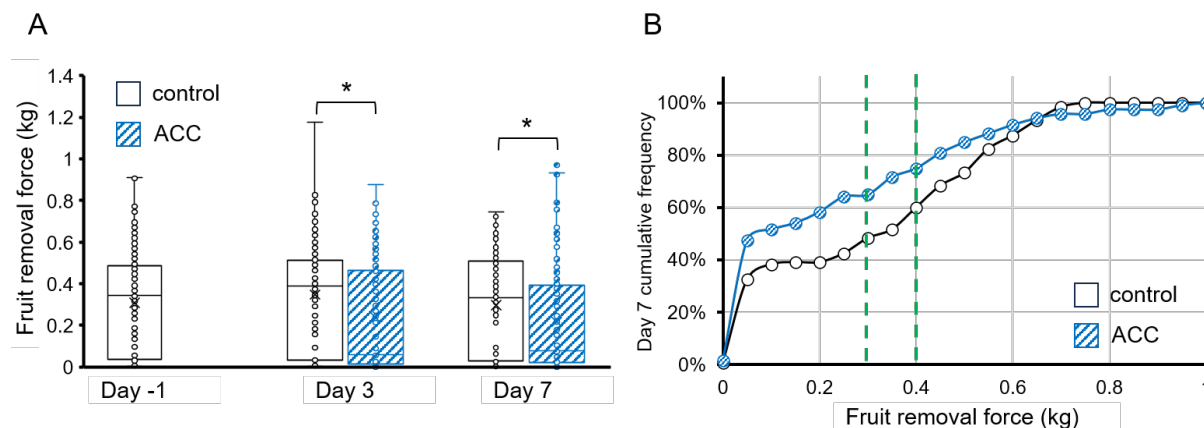 A
Fruit removal force (kg)
1.4
1.2
1
0.8
0.6
0.4
0.2
0
control
ACC
*
*
Day -1
Day 3
Day 7
B
Day 7 cumulative frequency
100%
80%
60%
40%
20%
0%
control
ACC
0
0.2
0.4
0.6
0.8
1
Fruit removal force (kg)